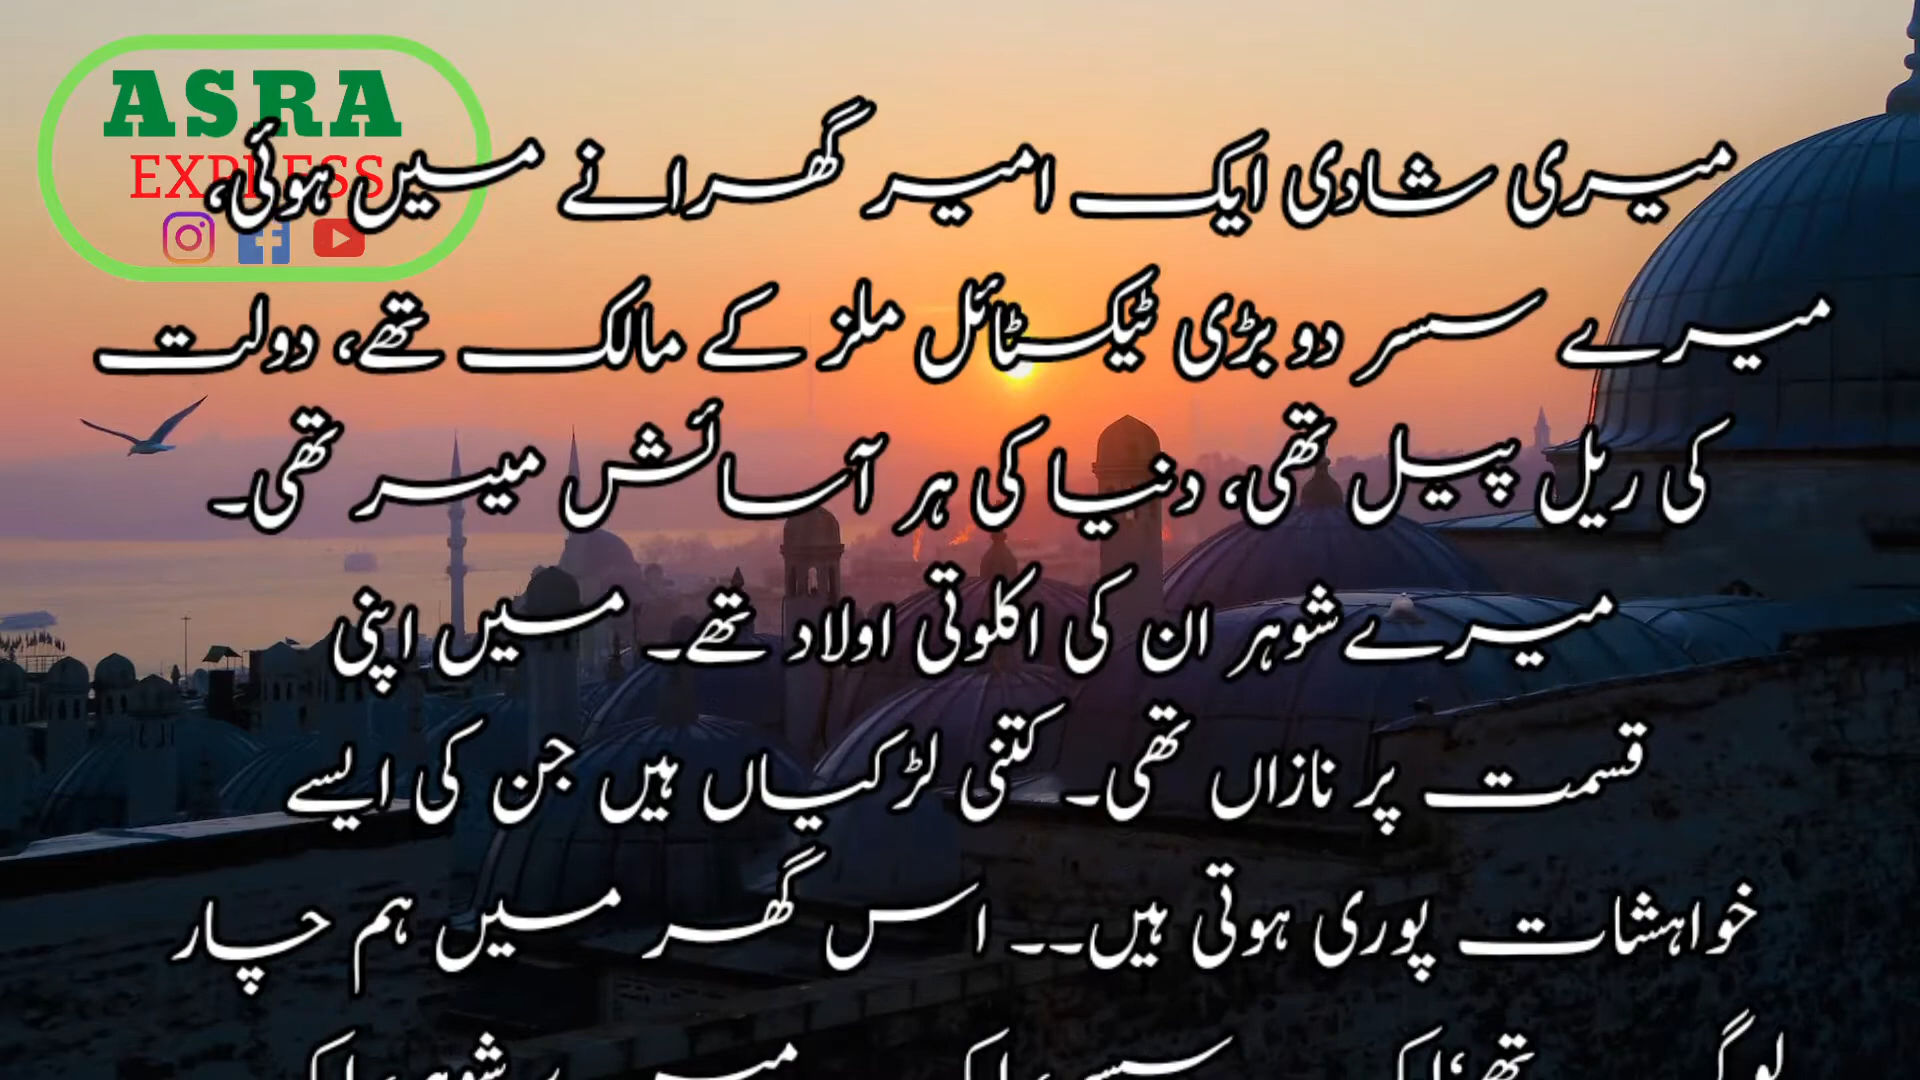 ASRA
EXPRESS
میری شادی ایک امیر گھرانے میں ہوئی،
میرے سسر دو بڑی ٹیکسٹائل ملز کے مالک تھے، دولت
کی ریل پیل تھی، دنیا کی ہر آسائش میسر تھی۔
میرے شوہر ان کی اکلوتی اولاد تھے۔ میں اپنی
قسمت پر نازاں تھی۔ کتنی لڑکیاں ہیں جن کی ایسے
خواہشات پوری ہوتی ہیں۔۔ اس گھر میں ہم چار